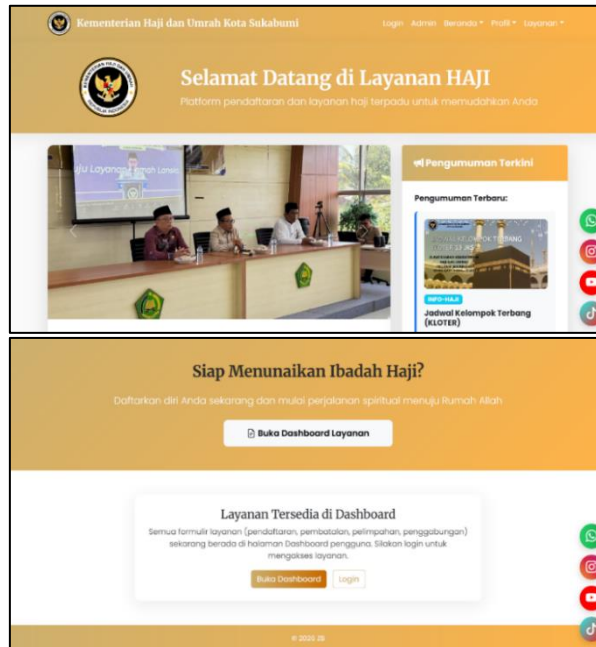 Kementerian Haji dan Umrah Kota Sukabumi
Login Admin Beranda Profil Layanan
Selamat Datang di Layanan HAJI
Platform pendaftaran dan layanan haji terpadu untuk memudahkan Anda
Pengumuman Terkini
Pengumuman Terbaru:
INFO-HAJI
Jadwal Kelompok Terbang
(KLOTER)
Siap Menunaikan Ibadah Haji?
Daftarkan diri Anda sekarang dan mulai perjalanan spiritual menuju Rumah Allah
Buka Dashboard Layanan
Layanan Tersedia di Dashboard
Semua formulir layanan (pendaftaran, pembatalan, pelimpahan, penggabungan)
sekarang berada di halaman Dashboard pengguna. Silakan login untuk
mengakses layanan.
Buka Dashboard Login